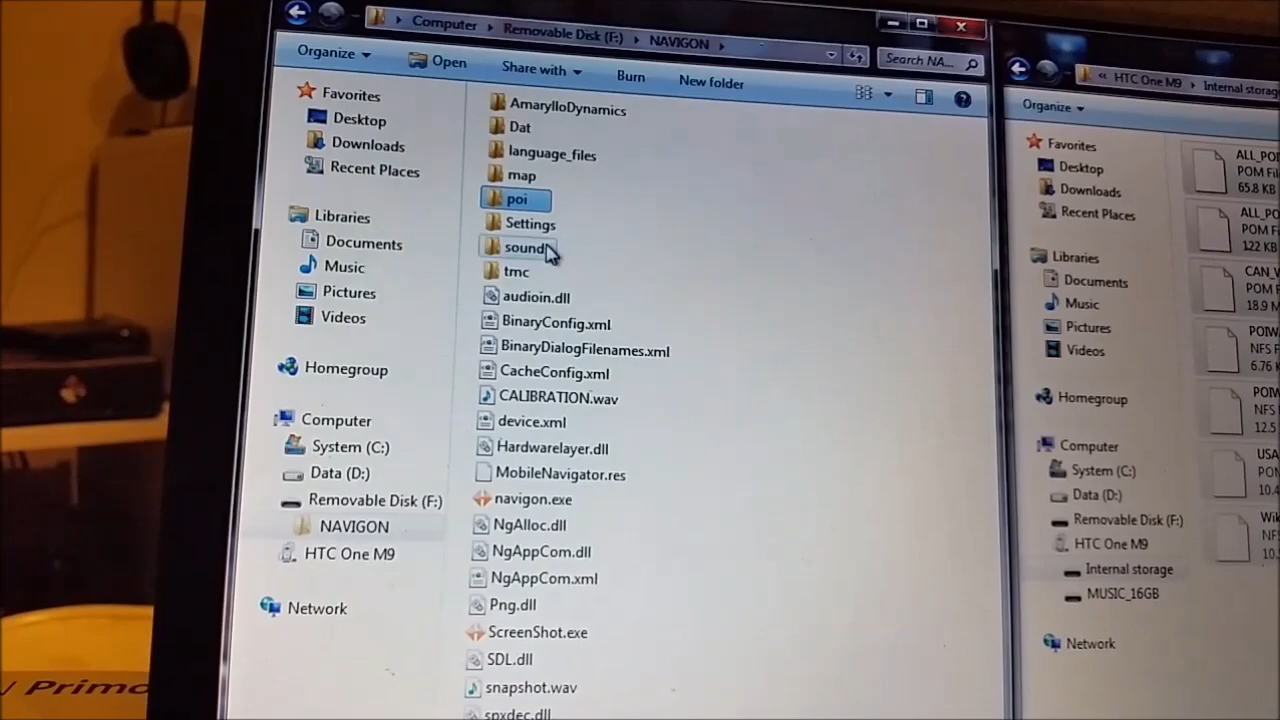 Computer ▸ Removable Disk (F:) ▸ NAVIGON ▸
Search NA...
Organize
Open
Share with
Burn
New folder
Favorites
Desktop
Downloads
Recent Places
Libraries
Documents
Music
Pictures
Videos
Homegroup
Computer
System (C:)
Data (D:)
Removable Disk (F:)
NAVIGON
HTC One M9
Network
AmarylloDynamics
Dat
language_files
map
poi
Settings
sound
tmc
audioin.dll
BinaryConfig.xml
BinaryDialogFilenames.xml
CacheConfig.xml
CALIBRATION.wav
device.xml
Hardwarelayer.dll
MobileNavigator.res
navigon.exe
NgAlloc.dll
NgAppCom.dll
NgAppCom.xml
Png.dll
ScreenShot.exe
SDL.dll
snapshot.wav
spxdec.dll
« HTC One M9 ▸ Internal storage
Organize
Favorites
Desktop
Downloads
Recent Places
Libraries
Documents
Music
Pictures
Videos
Homegroup
Computer
System (C:)
Data (D:)
Removable Disk (F:)
HTC One M9
Internal storage
MUSIC_16GB
Network
ALL_POI
POM Fil
65.8 KB
ALL_PO
POM F
122 KB
CAN_V
POM F
18.9 M
POIW
NFS F
6.76 K
POIW
NFS
12.5
USA
POM
10.4
Wik
NFS
10.
Primo